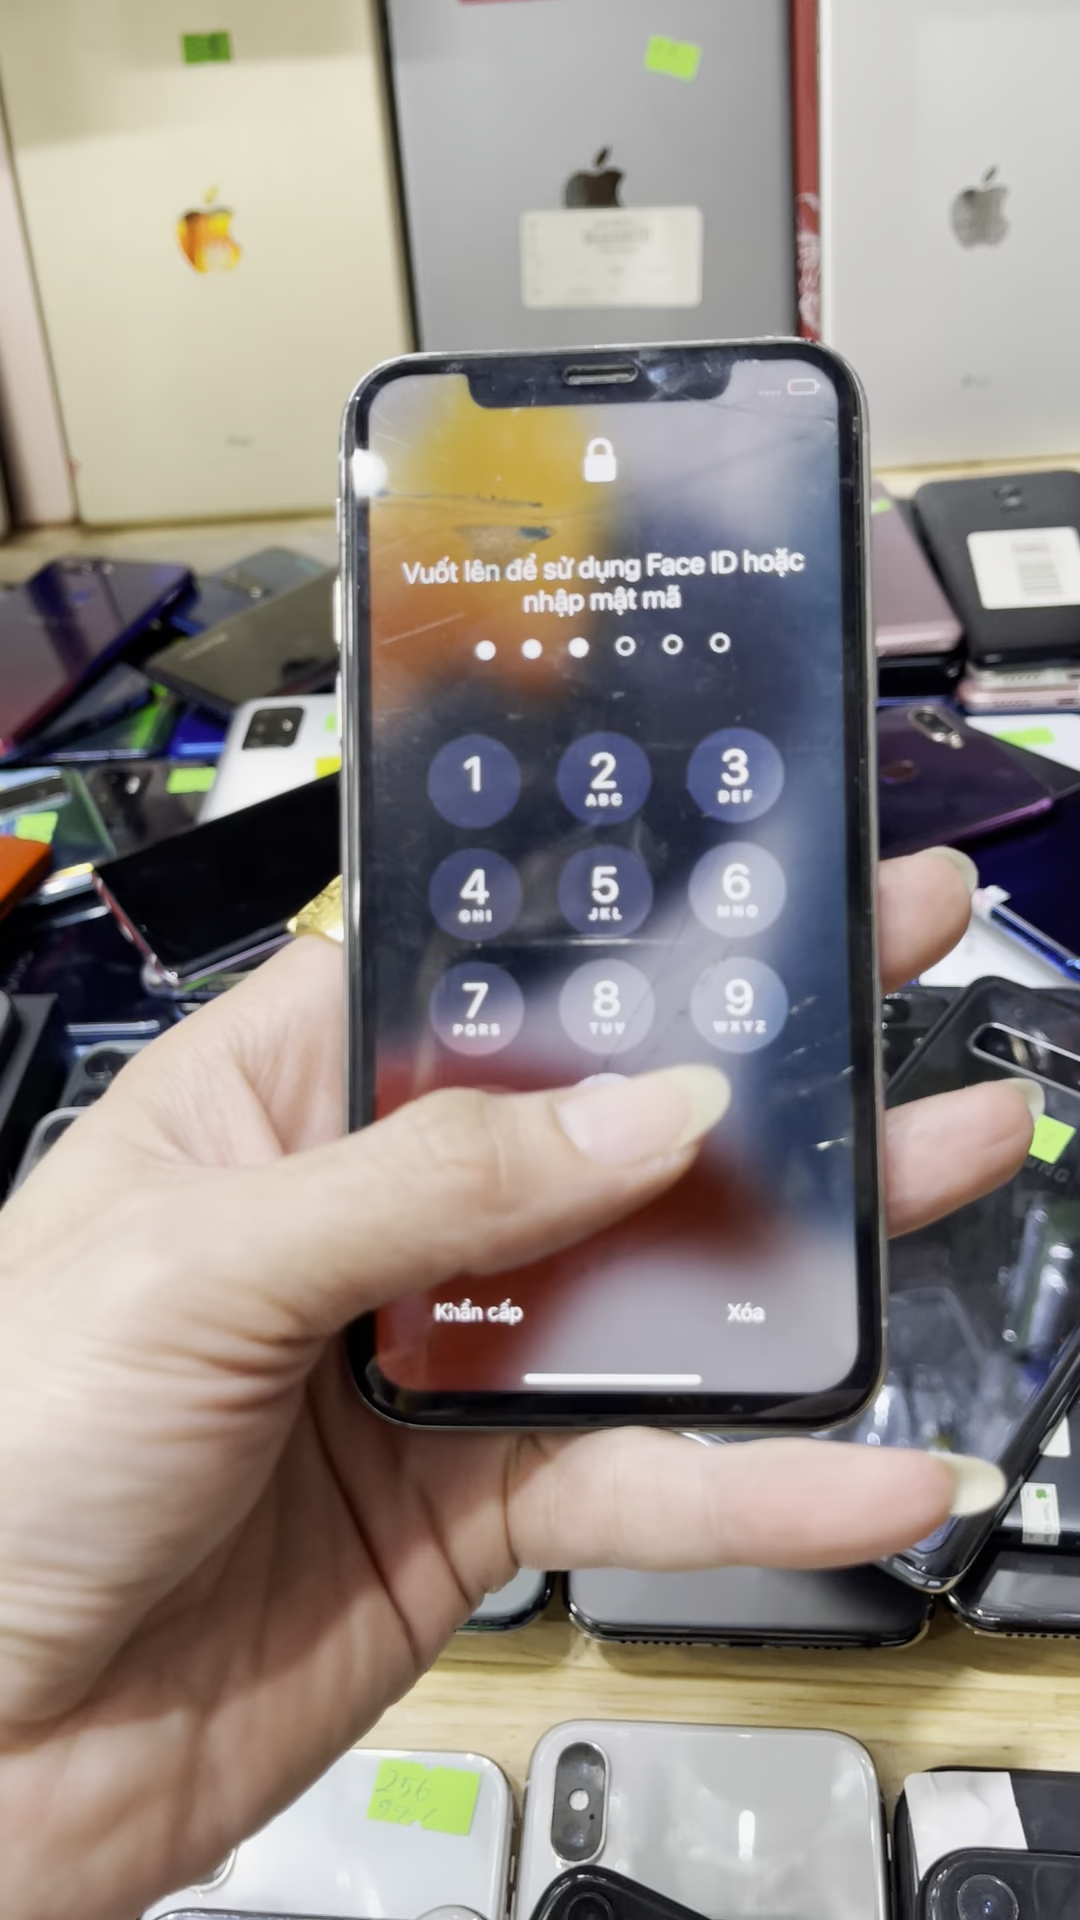 Vuốt lên để sử dụng Face ID hoặc
nhập mật mã
1
2
ABC
3
DEF
4
GHI
5
JKL
6
MNO
7
PQRS
8
TUV
9
WXYZ
Khẩn cấp
Xóa
256